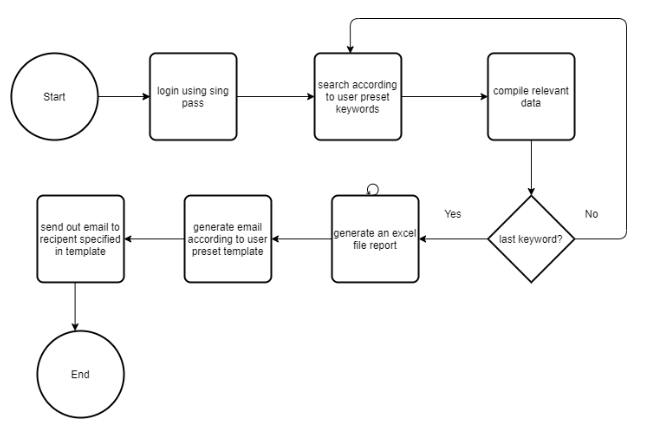 Start
login using sing
pass
search according
to user preset
keywords
compile relevant
data
send out email to
recipent specified
in template
generate email
according to user
preset template
generate an excel
file report
Yes
last keyword?
No
End